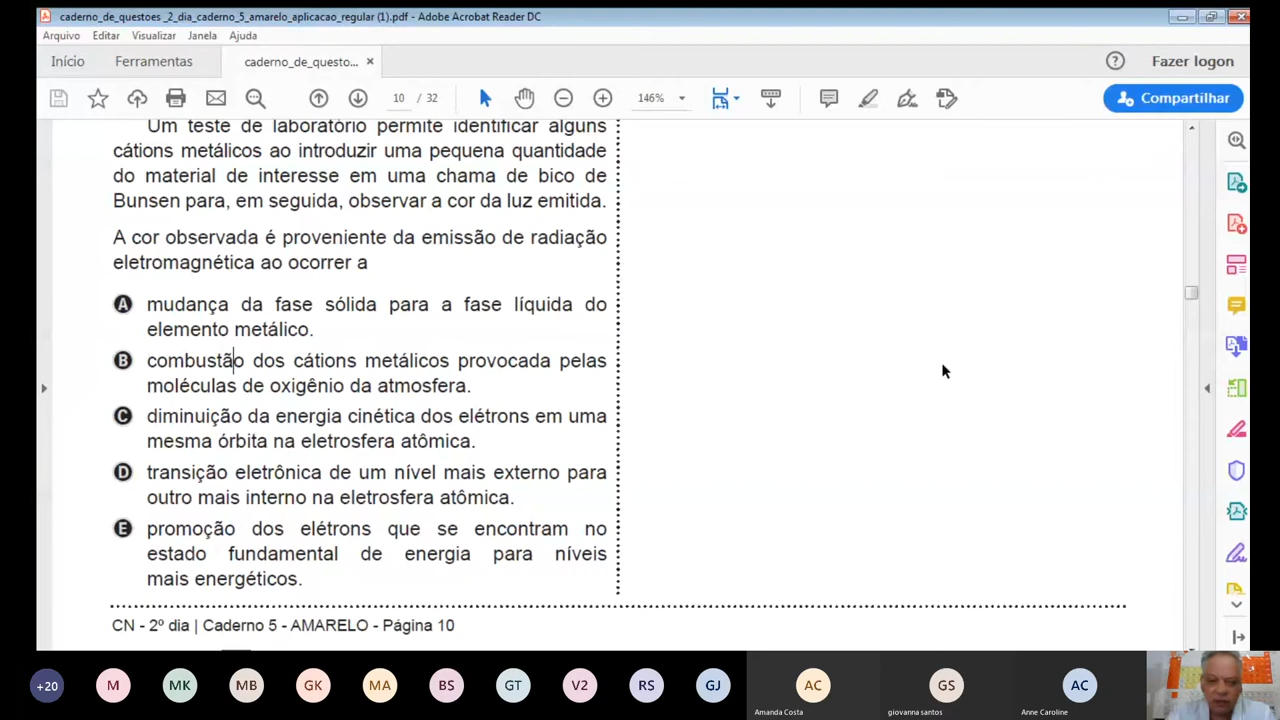 caderno_de_questoes _2_dia_caderno_5_amarelo_aplicacao_regular (1).pdf - Adobe Acrobat Reader DC
Arquivo Editar Visualizar Janela Ajuda
Início Ferramentas caderno_de_questo... × Fazer logon
10 / 32 146% Compartilhar
Um teste de laboratório permite identificar alguns
cátions metálicos ao introduzir uma pequena quantidade
do material de interesse em uma chama de bico de
Bunsen para, em seguida, observar a cor da luz emitida.
A cor observada é proveniente da emissão de radiação
eletromagnética ao ocorrer a
A mudança da fase sólida para a fase líquida do
elemento metálico.
B combustão dos cátions metálicos provocada pelas
moléculas de oxigênio da atmosfera.
C diminuição da energia cinética dos elétrons em uma
mesma órbita na eletrosfera atômica.
D transição eletrônica de um nível mais externo para
outro mais interno na eletrosfera atômica.
E promoção dos elétrons que se encontram no
estado fundamental de energia para níveis
mais energéticos.
CN - 2º dia | Caderno 5 - AMARELO - Página 10
+20 M MK MB GK MA BS GT V2 RS GJ AC GS AC
Amanda Costa giovanna santos Anne Caroline